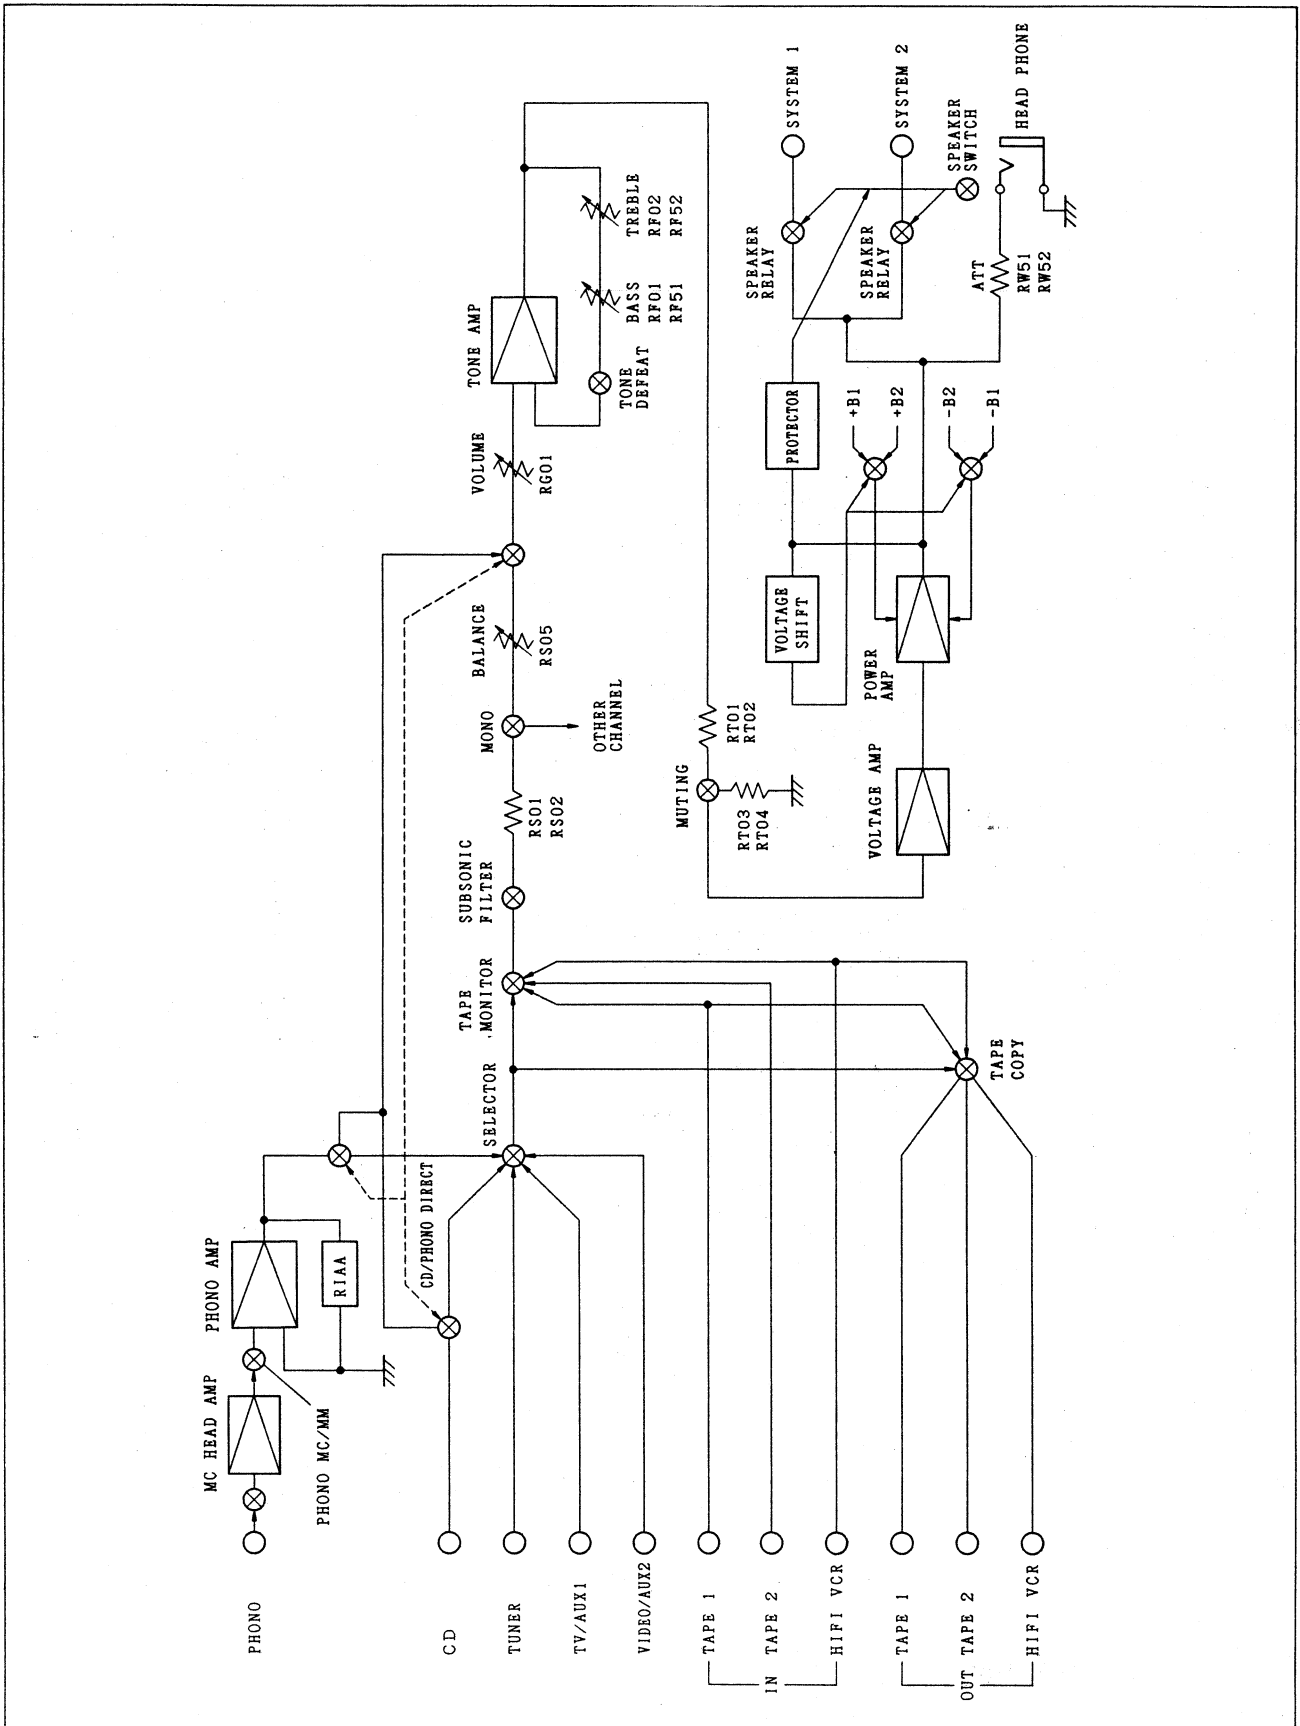 PHONO
CD
TUNER
TV/AUX1
VIDEO/AUX2
TAPE 1
IN TAPE 2
HIFI VCR
TAPE 1
OUT TAPE 2
HIFI VCR
MC HEAD AMP
PHONO MC/MM
PHONO AMP
RIAA
CD/PHONO DIRECT
SELECTOR
TAPE
MONITOR
TAPE
COPY
SUBSONIC
FILTER
RS01
RS02
MONO
OTHER
CHANNEL
BALANCE
RS05
VOLUME
RG01
TONE AMP
TONE
DEFEAT
BASS
RF01
RF51
TREBLE
RF02
RF52
MUTING
RT01
RT02
RT03
RT04
VOLTAGE AMP
POWER
AMP
VOLTAGE
SHIFT
PROTECTOR
+B1
+B2
-B2
-B1
SPEAKER
RELAY
SPEAKER
RELAY
ATT
RW51
RW52
SYSTEM 1
SYSTEM 2
SPEAKER
SWITCH
HEAD PHONE